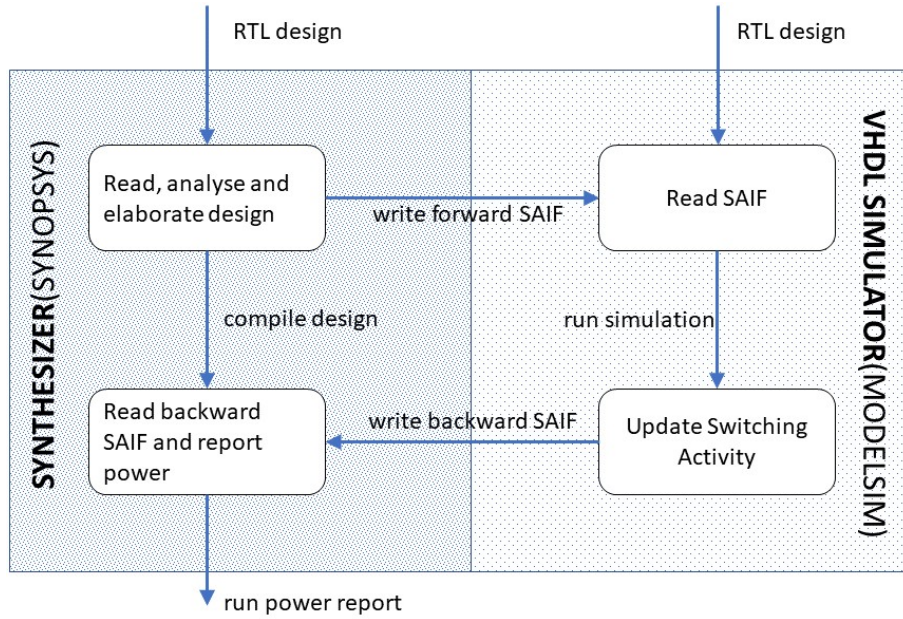 RTL design
RTL design
SYNTHESIZER(SYNOPSYS)
VHDL SIMULATOR(MODELSIM)
Read, analyse and
elaborate design
write forward SAIF
Read SAIF
compile design
run simulation
Read backward
SAIF and report
power
write backward SAIF
Update Switching
Activity
run power report